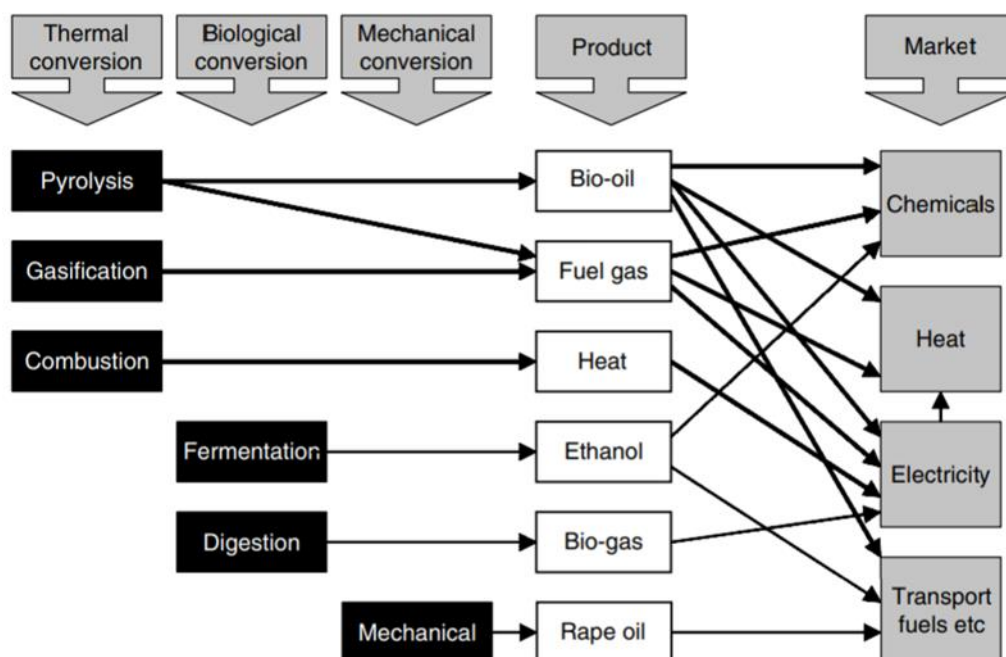 Thermal
conversion
Biological
conversion
Mechanical
conversion
Product
Market
Pyrolysis
Bio-oil
Chemicals
Gasification
Fuel gas
Heat
Combustion
Heat
Fermentation
Ethanol
Electricity
Digestion
Bio-gas
Transport
fuels etc
Mechanical
Rape oil